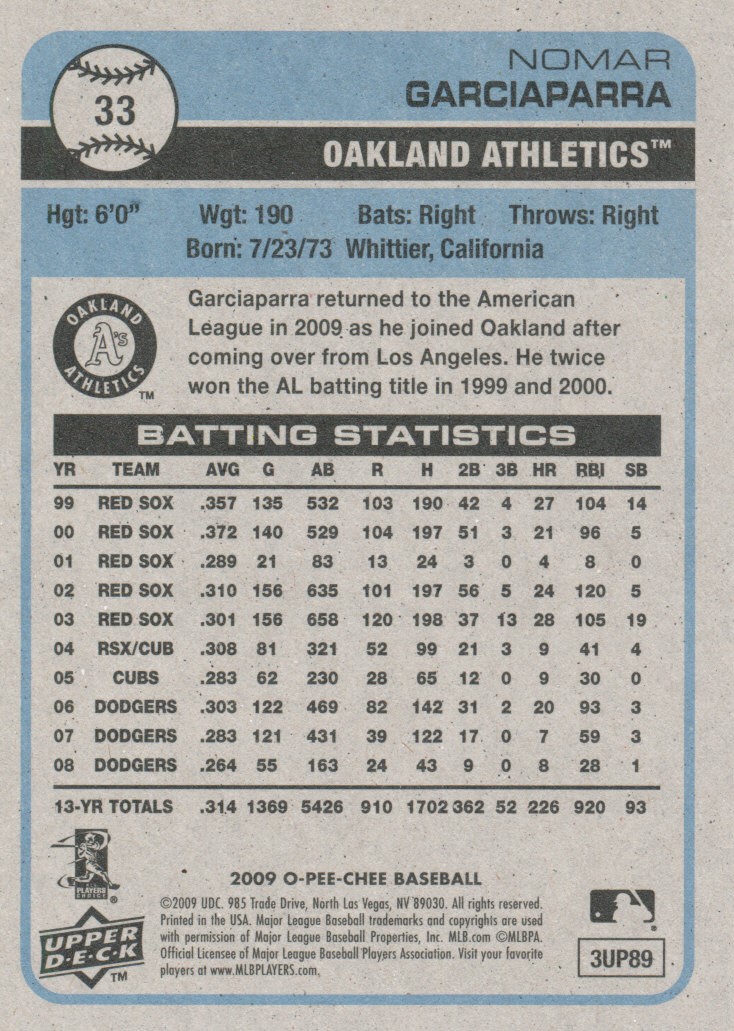 33
NOMAR
GARCIAPARRA
OAKLAND ATHLETICS™
Hgt: 6'0" Wgt: 190 Bats: Right Throws: Right
Born: 7/23/73 Whittier, California
OAKLAND
A's
ATHLETICS
TM
Garciaparra returned to the American
League in 2009 as he joined Oakland after
coming over from Los Angeles. He twice
won the AL batting title in 1999 and 2000.
BATTING STATISTICS
YR TEAM AVG G AB R H 2B 3B HR RBI SB
99 RED SOX .357 135 532 103 190 42 4 27 104 14
00 RED SOX .372 140 529 104 197 51 3 21 96 5
01 RED SOX .289 21 83 13 24 3 0 4 8 0
02 RED SOX .310 156 635 101 197 56 5 24 120 5
03 RED SOX .301 156 658 120 198 37 13 28 105 19
04 RSX/CUB .308 81 321 52 99 21 3 9 41 4
05 CUBS .283 62 230 28 65 12 0 9 30 0
06 DODGERS .303 122 469 82 142 31 2 20 93 3
07 DODGERS .283 121 431 39 122 17 0 7 59 3
08 DODGERS .264 55 163 24 43 9 0 8 28 1
13-YR TOTALS .314 1369 5426 910 1702 362 52 226 920 93
PLAYERS
CHOICE
®
2009 O-PEE-CHEE BASEBALL
©2009 UDC. 985 Trade Drive, North Las Vegas, NV 89030. All rights reserved.
Printed in the USA. Major League Baseball trademarks and copyrights are used
with permission of Major League Baseball Properties, Inc. MLB.com ©MLBPA.
Official Licensee of Major League Baseball Players Association. Visit your favorite
players at www.MLBPLAYERS.com.
UPPER
D·E·C·K
TM
®
3UP89